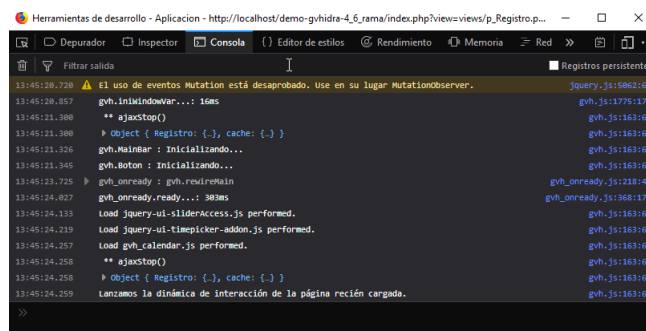 Herramientas de desarrollo - Aplicacion - http://localhost/demo-gvhidra-4_6_rama/index.php?view=views/p_Registro.p...
Depurador Inspector Consola {} Editor de estilos Rendimiento Memoria Red »
Filtrar salida Registros persistente
13:45:20.720 El uso de eventos Mutation está desaprobado. Use en su lugar MutationObserver. jquery.js:5062:6
13:45:20.857 gvh.iniWindowVar...: 16ms gvh.js:1775:17
13:45:21.300 ** ajaxStop() gvh.js:163:6
13:45:21.300 Object { Registro: {…}, cache: {…} } gvh.js:163:6
13:45:21.326 gvh.MainBar : Inicializando... gvh.js:163:6
13:45:21.345 gvh.Boton : Inicializando... gvh.js:163:6
13:45:23.725 gvh_onready : gvh.rewireMain gvh_onready.js:218:4
13:45:24.027 gvh_onready.ready...: 303ms gvh_onready.js:368:17
13:45:24.133 Load jquery-ui-sliderAccess.js performed. gvh.js:163:6
13:45:24.219 Load jquery-ui-timepicker-addon.js performed. gvh.js:163:6
13:45:24.257 Load gvh_calendar.js performed. gvh.js:163:6
13:45:24.258 ** ajaxStop() gvh.js:163:6
13:45:24.258 Object { Registro: {…}, cache: {…} } gvh.js:163:6
13:45:24.259 Lanzamos la dinámica de interacción de la página recién cargada. gvh.js:163:6
»